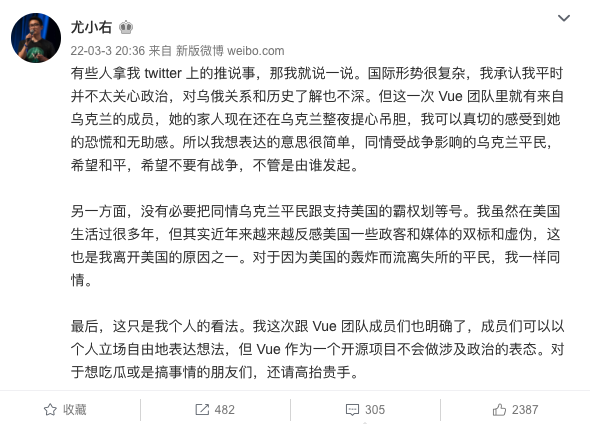 尤小右
22-03-3 20:36 来自 新版微博 weibo.com
有些人拿我 twitter 上的推说事，那我就说一说。国际形势很复杂，我承认我平时
并不太关心政治，对乌俄关系和历史了解也不深。但这一次 Vue 团队里就有来自
乌克兰的成员，她的家人现在还在乌克兰整夜提心吊胆，我可以真切的感受到她
的恐慌和无助感。所以我想表达的意思很简单，同情受战争影响的乌克兰平民，
希望和平，希望不要有战争，不管是由谁发起。
另一方面，没有必要把同情乌克兰平民跟支持美国的霸权划等号。我虽然在美国
生活过很多年，但其实近年来越来越反感美国一些政客和媒体的双标和虚伪，这
也是我离开美国的原因之一。对于因为美国的轰炸而流离失所的平民，我一样同
情。
最后，这只是我个人的看法。我这次跟 Vue 团队成员们也明确了，成员们可以以
个人立场自由地表达想法，但 Vue 作为一个开源项目不会做涉及政治的表态。对
于想吃瓜或是搞事情的朋友们，还请高抬贵手。
收藏 482 305 2387